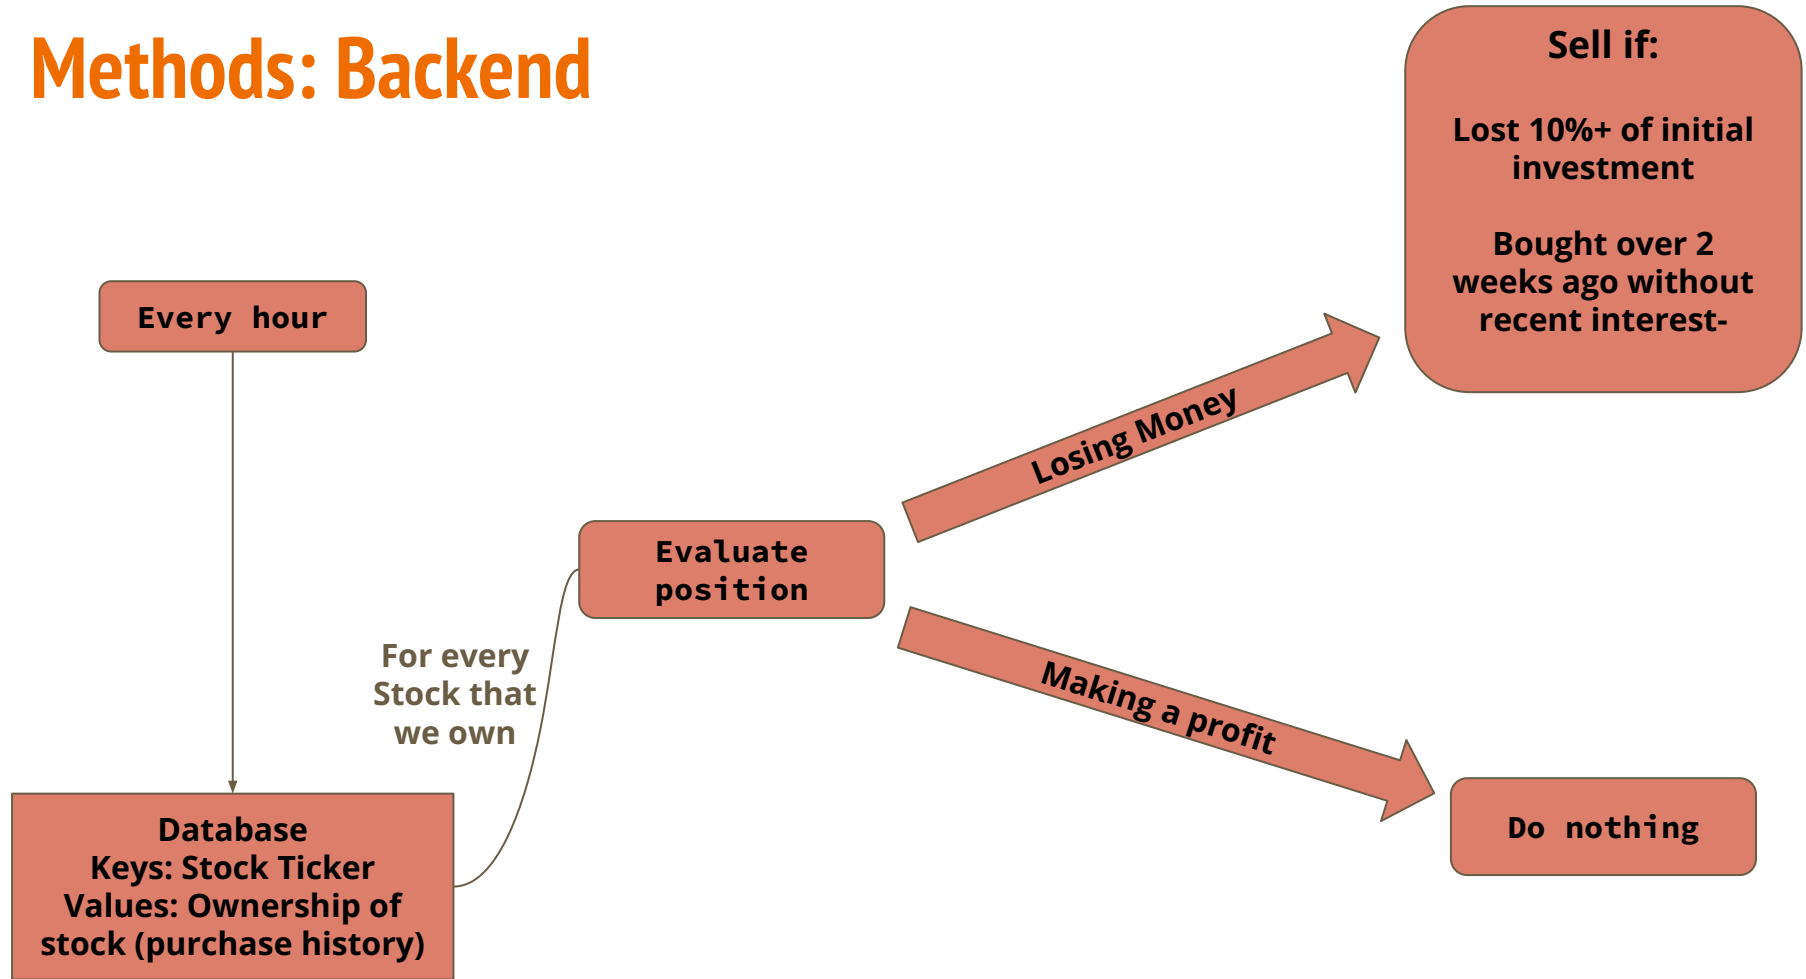 Methods: Backend
Sell if:
Lost 10%+ of initial
investment
Bought over 2
weeks ago without
recent interest-
Every hour
Losing Money
Evaluate
position
For every
Stock that
we own
Making a profit
Do nothing
Database
Keys: Stock Ticker
Values: Ownership of
stock (purchase history)